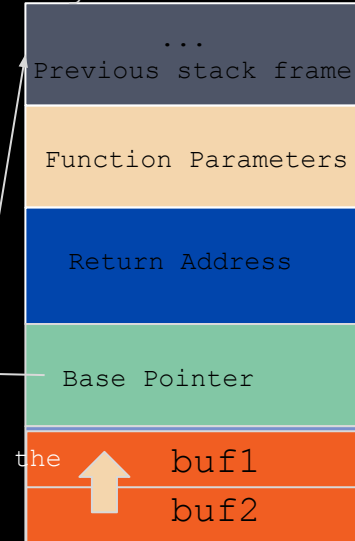 ...
Previous stack frame
Function Parameters
Return Address
Base Pointer
the
buf1
buf2